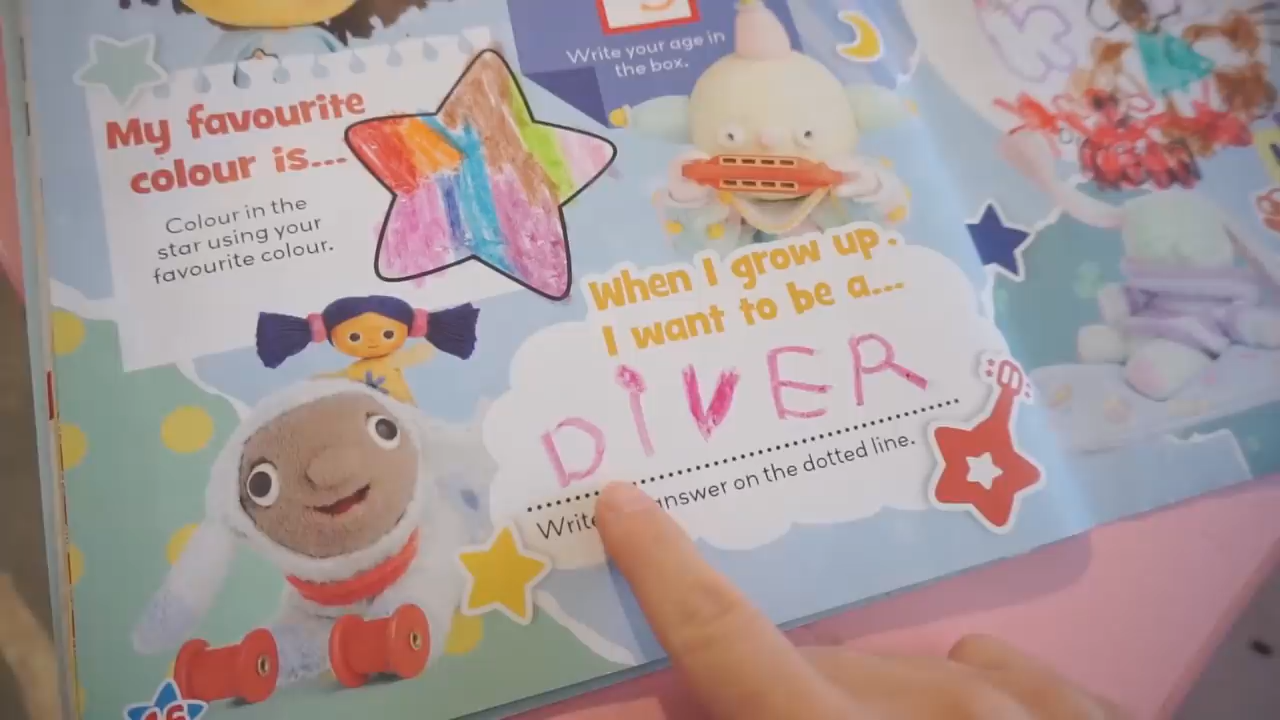 My favourite
colour is...
Colour in the
star using your
favourite colour.
Write your age in
the box.
When I grow up,
I want to be a...
DiVER
Write answer on the dotted line.
16